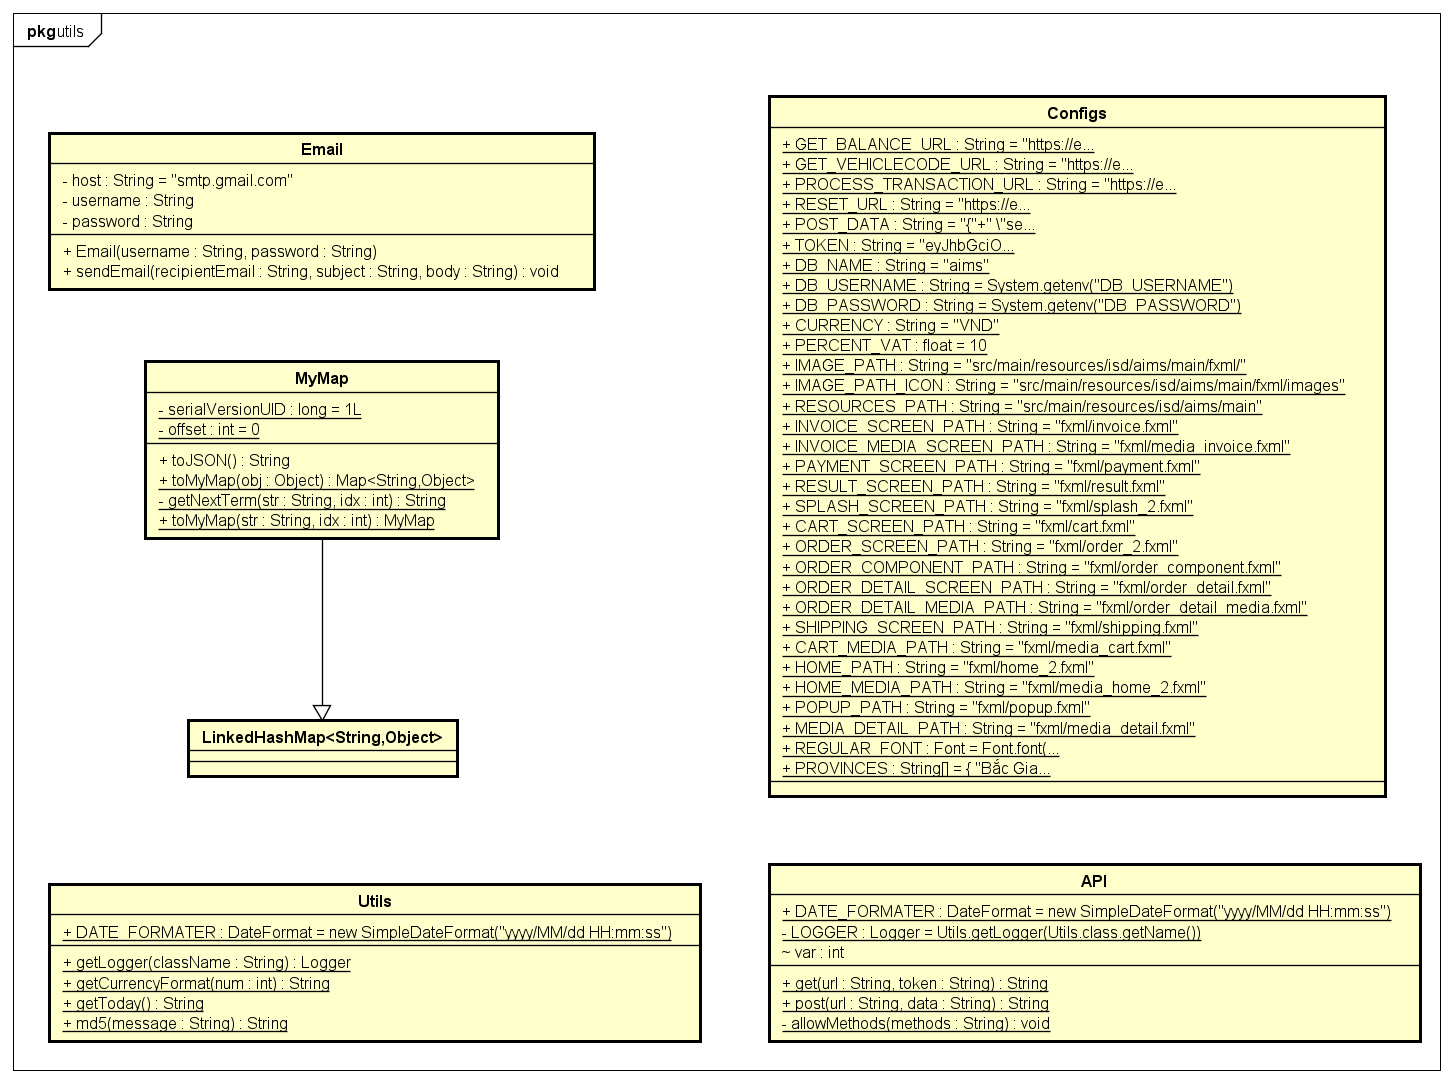 pkg utils
Email
- host : String = "smtp.gmail.com"
- username : String
- password : String
+ Email(username : String, password : String)
+ sendEmail(recipientEmail : String, subject : String, body : String) : void
MyMap
- serialVersionUID : long = 1L
- offset : int = 0
+ toJSON() : String
+ toMyMap(obj : Object) : Map<String,Object>
- getNextTerm(str : String, idx : int) : String
+ toMyMap(str : String, idx : int) : MyMap
LinkedHashMap<String,Object>
Configs
+ GET_BALANCE_URL : String = "https://e...
+ GET_VEHICLECODE_URL : String = "https://e...
+ PROCESS_TRANSACTION_URL : String = "https://e...
+ RESET_URL : String = "https://e...
+ POST_DATA : String = "{"+" \"se...
+ TOKEN : String = "eyJhbGciO...
+ DB_NAME : String = "aims"
+ DB_USERNAME : String = System.getenv("DB_USERNAME")
+ DB_PASSWORD : String = System.getenv("DB_PASSWORD")
+ CURRENCY : String = "VND"
+ PERCENT_VAT : float = 10
+ IMAGE_PATH : String = "src/main/resources/isd/aims/main/fxml/"
+ IMAGE_PATH_ICON : String = "src/main/resources/isd/aims/main/fxml/images"
+ RESOURCES_PATH : String = "src/main/resources/isd/aims/main"
+ INVOICE_SCREEN_PATH : String = "fxml/invoice.fxml"
+ INVOICE_MEDIA_SCREEN_PATH : String = "fxml/media_invoice.fxml"
+ PAYMENT_SCREEN_PATH : String = "fxml/payment.fxml"
+ RESULT_SCREEN_PATH : String = "fxml/result.fxml"
+ SPLASH_SCREEN_PATH : String = "fxml/splash_2.fxml"
+ CART_SCREEN_PATH : String = "fxml/cart.fxml"
+ ORDER_SCREEN_PATH : String = "fxml/order_2.fxml"
+ ORDER_COMPONENT_PATH : String = "fxml/order_component.fxml"
+ ORDER_DETAIL_SCREEN_PATH : String = "fxml/order_detail.fxml"
+ ORDER_DETAIL_MEDIA_PATH : String = "fxml/order_detail_media.fxml"
+ SHIPPING_SCREEN_PATH : String = "fxml/shipping.fxml"
+ CART_MEDIA_PATH : String = "fxml/media_cart.fxml"
+ HOME_PATH : String = "fxml/home_2.fxml"
+ HOME_MEDIA_PATH : String = "fxml/media_home_2.fxml"
+ POPUP_PATH : String = "fxml/popup.fxml"
+ MEDIA_DETAIL_PATH : String = "fxml/media_detail.fxml"
+ REGULAR_FONT : Font = Font.font(...
+ PROVINCES : String[] = { "Bắc Gia...
Utils
+ DATE_FORMATER : DateFormat = new SimpleDateFormat("yyyy/MM/dd HH:mm:ss")
+ getLogger(className : String) : Logger
+ getCurrencyFormat(num : int) : String
+ getToday() : String
+ md5(message : String) : String
API
+ DATE_FORMATER : DateFormat = new SimpleDateFormat("yyyy/MM/dd HH:mm:ss")
- LOGGER : Logger = Utils.getLogger(Utils.class.getName())
~ var : int
+ get(url : String, token : String) : String
+ post(url : String, data : String) : String
- allowMethods(methods : String) : void